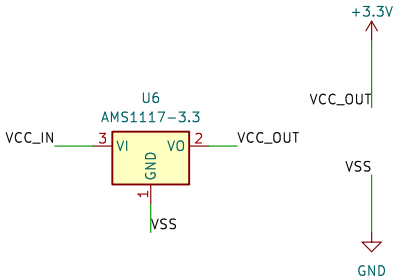 +3.3V
U6
AMS1117-3.3
VCC_OUT
VCC_IN
3
VI
VO
2
VCC_OUT
GND
1
VSS
VSS
GND